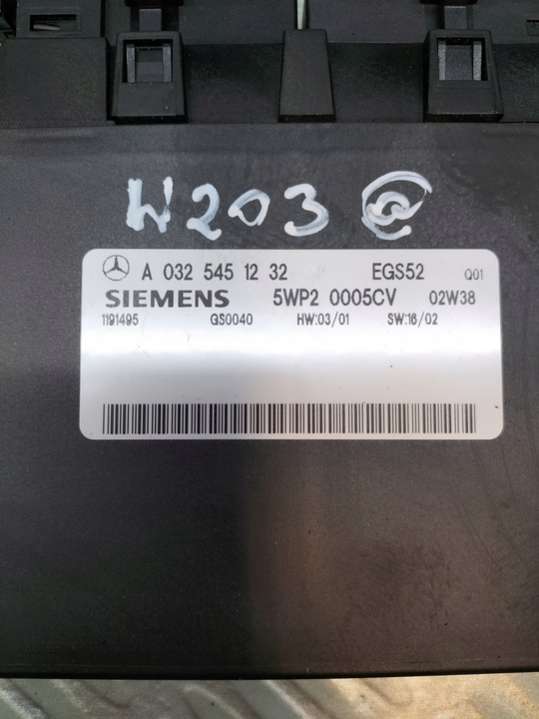 W203 @
A 032 545 12 32 EGS52 Q01
SIEMENS 5WP2 0005CV 02W38
1191495 GS0040 HW:03/01 SW:16/02